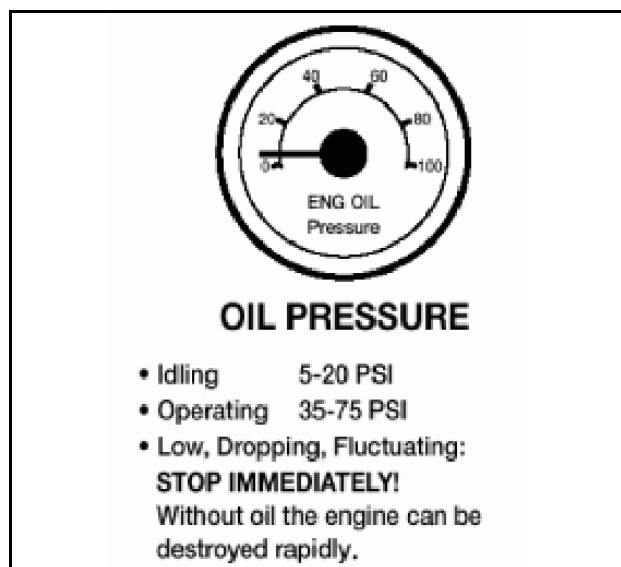 40 60
20 80
0 100
ENG OIL
Pressure
OIL PRESSURE
• Idling 5-20 PSI
• Operating 35-75 PSI
• Low, Dropping, Fluctuating:
STOP IMMEDIATELY!
Without oil the engine can be
destroyed rapidly.